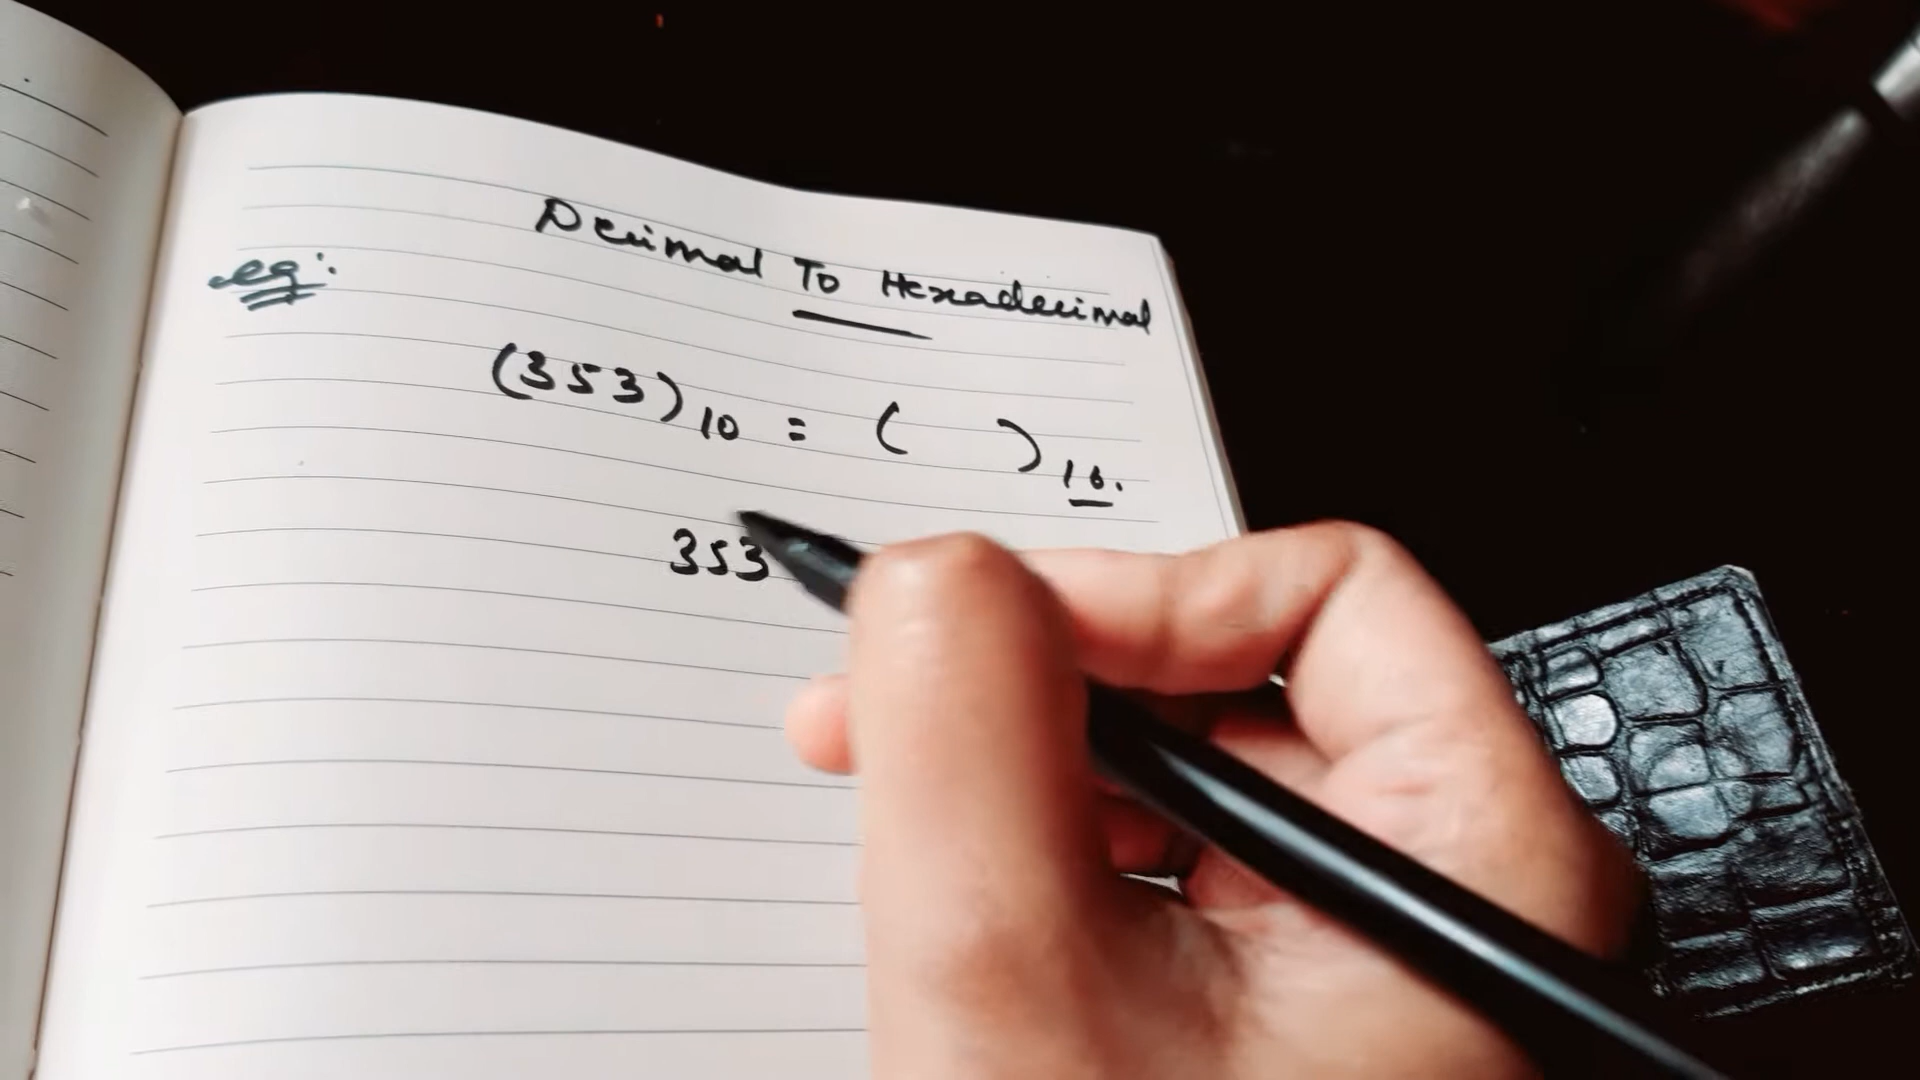 Decimal To Hexadecimal
eg:
(353)10 = ( )16.
353